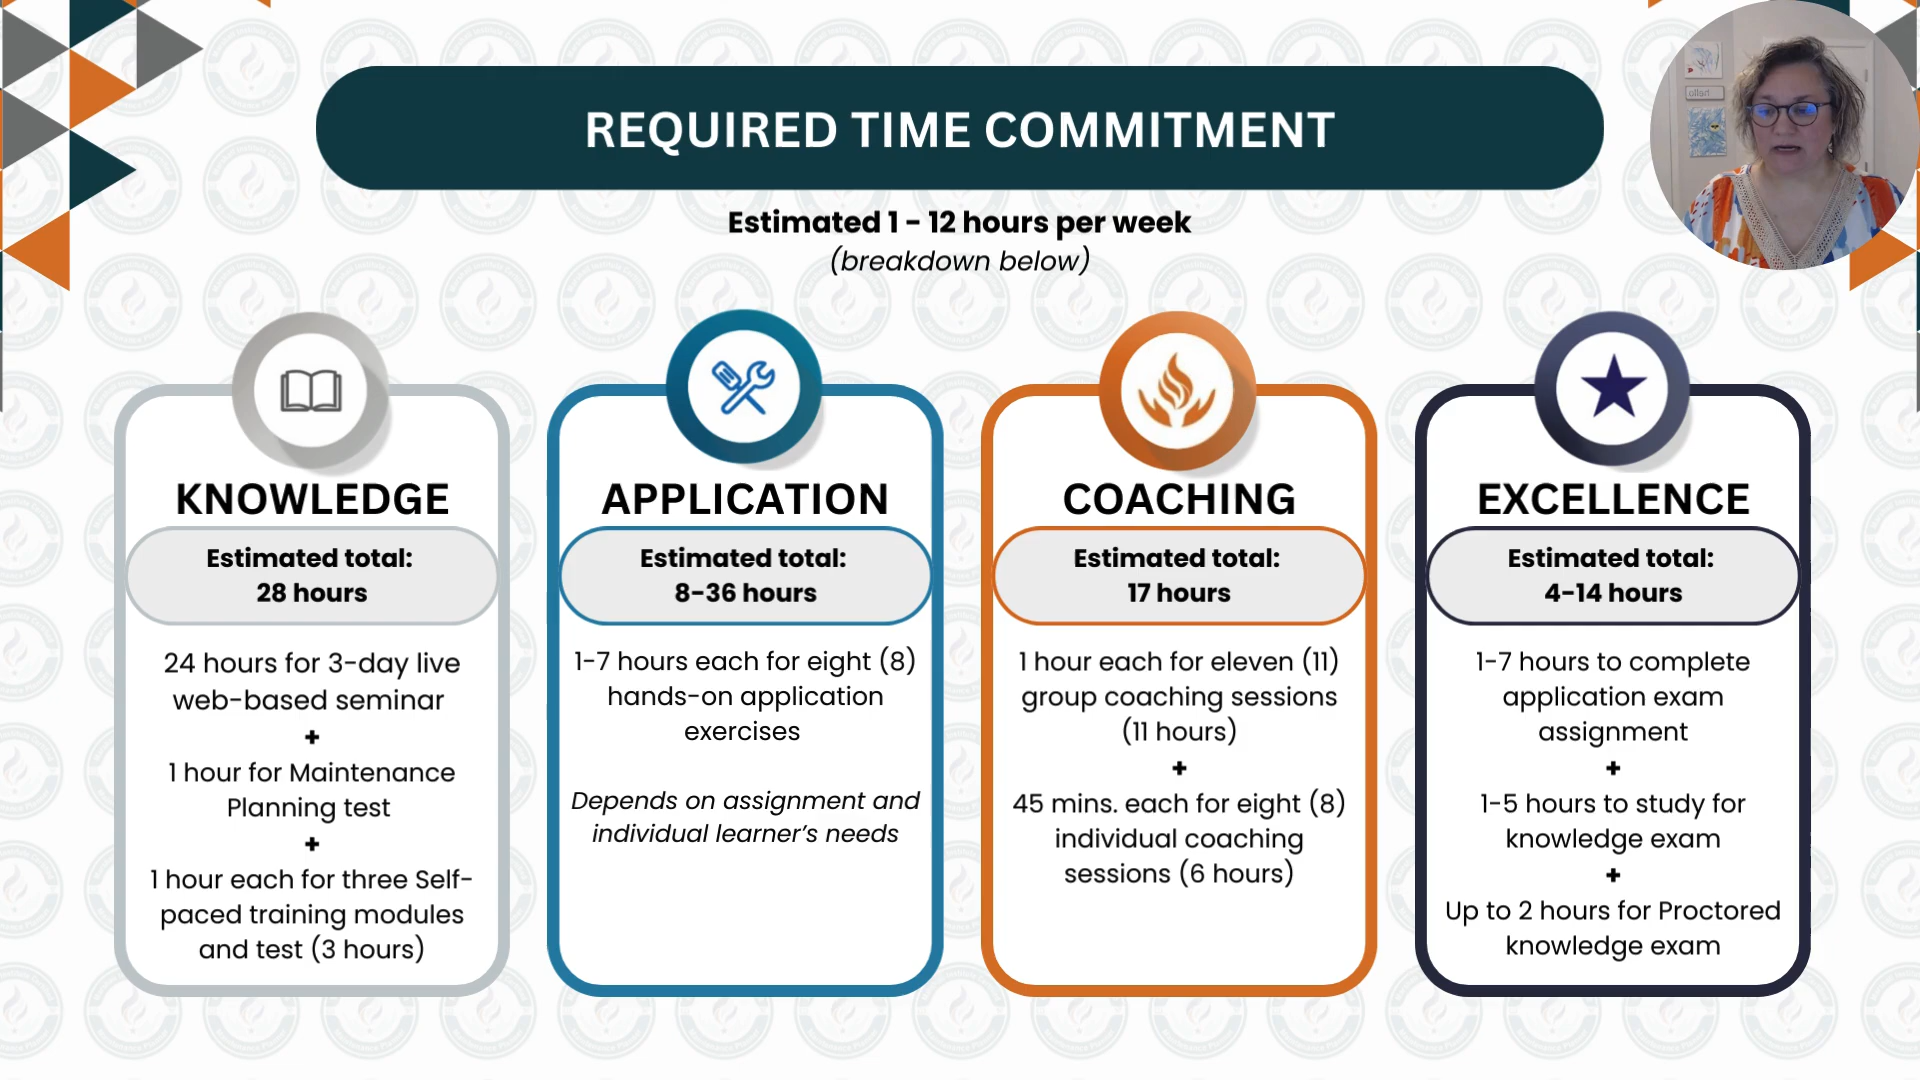 REQUIRED TIME COMMITMENT
Estimated 1 - 12 hours per week
(breakdown below)
KNOWLEDGE
Estimated total:
28 hours
24 hours for 3-day live
web-based seminar
+
1 hour for Maintenance
Planning test
+
1 hour each for three Self-
paced training modules
and test (3 hours)
APPLICATION
Estimated total:
8-36 hours
1-7 hours each for eight (8)
hands-on application
exercises
Depends on assignment and
individual learner's needs
COACHING
Estimated total:
17 hours
1 hour each for eleven (11)
group coaching sessions
(11 hours)
+
45 mins. each for eight (8)
individual coaching
sessions (6 hours)
EXCELLENCE
Estimated total:
4-14 hours
1-7 hours to complete
application exam
assignment
+
1-5 hours to study for
knowledge exam
+
Up to 2 hours for Proctored
knowledge exam
hello